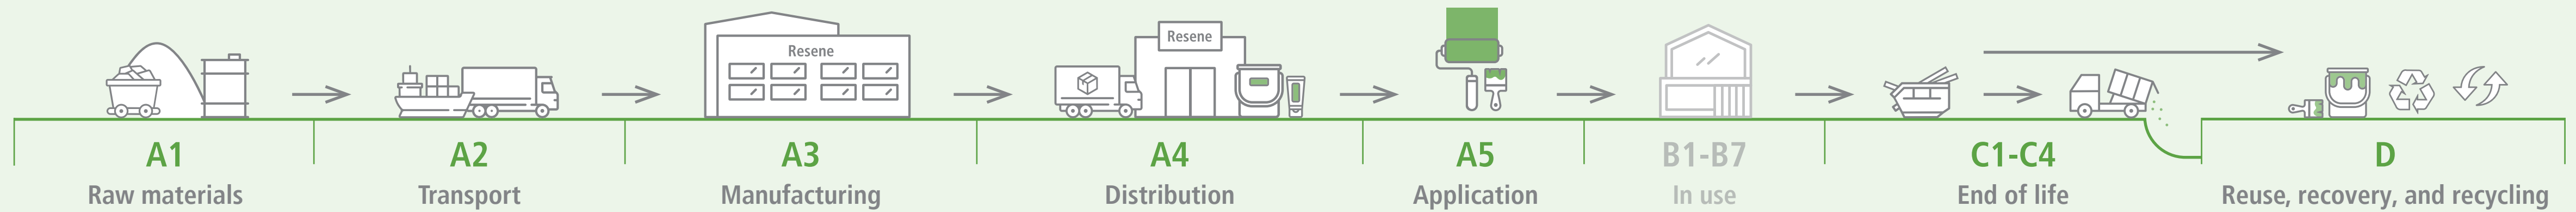 Resene
Resene
A1
Raw materials
A2
Transport
A3
Manufacturing
A4
Distribution
A5
Application
B1-B7
In use
C1-C4
End of life
D
Reuse, recovery, and recycling